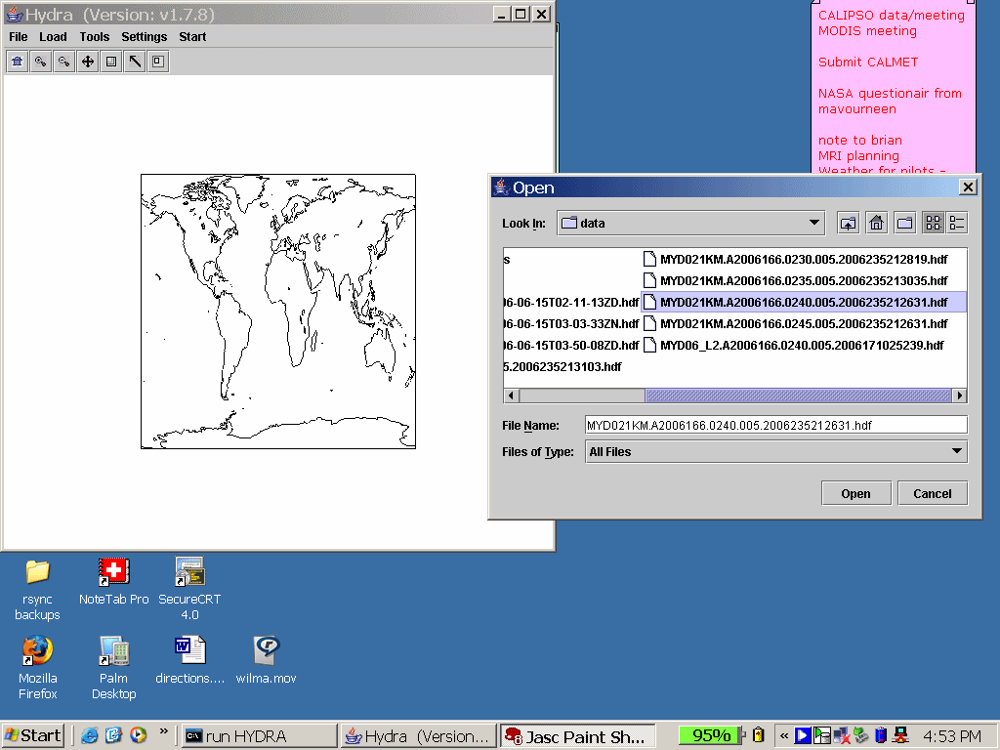 Hydra (Version: v1.7.8)
File Load Tools Settings Start
CALIPSO data/meeting
MODIS meeting
Submit CALMET
NASA questionair from
mavourneen
note to brian
MRI planning
Weather for pilots -
Open
Look In: data
s
MYD021KM.A2006166.0230.005.2006235212819.hdf
MYD021KM.A2006166.0235.005.2006235213035.hdf
06-06-15T02-11-13ZD.hdf MYD021KM.A2006166.0240.005.2006235212631.hdf
06-06-15T03-03-33ZN.hdf MYD021KM.A2006166.0245.005.2006235212631.hdf
06-06-15T03-50-08ZD.hdf MYD06_L2.A2006166.0240.005.2006171025239.hdf
5.2006235213103.hdf
File Name: MYD021KM.A2006166.0240.005.2006235212631.hdf
Files of Type: All Files
Open Cancel
rsync
backups
NoteTab Pro
SecureCRT
4.0
Mozilla
Firefox
Palm
Desktop
directions....
wilma.mov
Start » run HYDRA Hydra (Version... Jasc Paint Sh... 95% « 4:53 PM